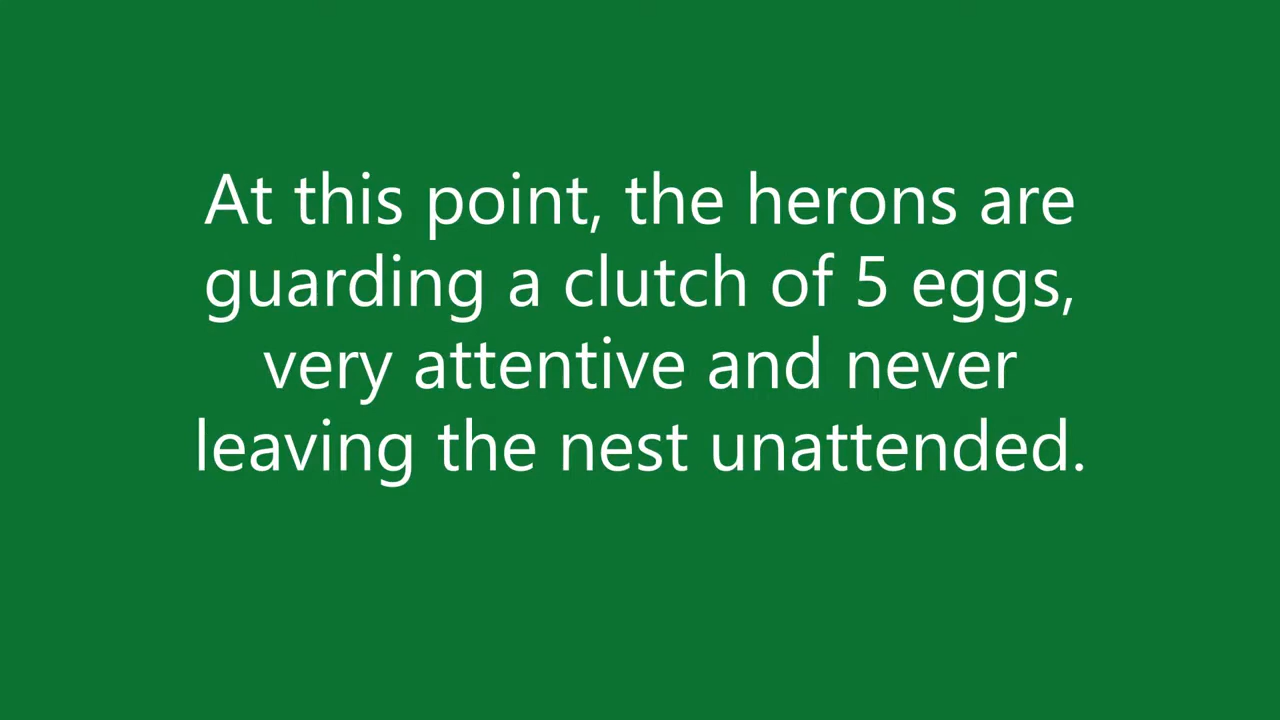 At this point, the herons are
guarding a clutch of 5 eggs,
very attentive and never
leaving the nest unattended.